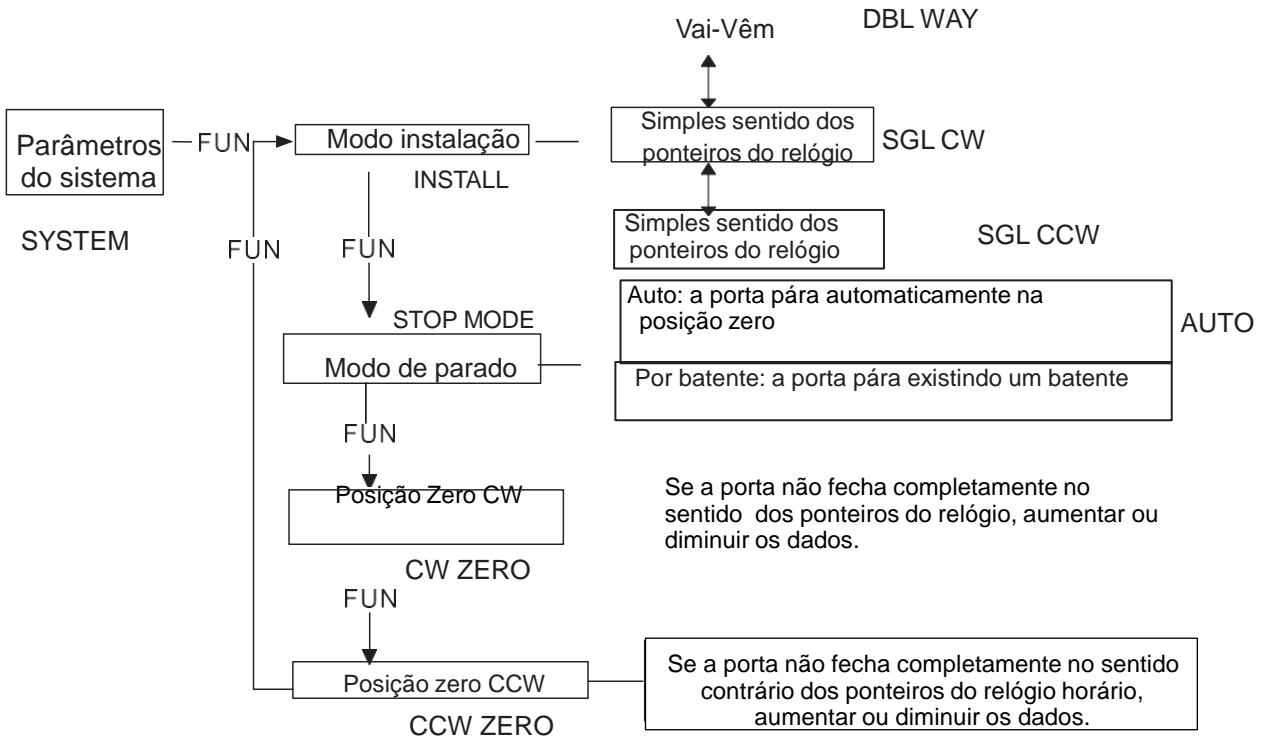 Vai-Vêm
DBL WAY
Parâmetros
do sistema
SYSTEM
FUN
Modo instalação
INSTALL
Simples sentido dos
ponteiros do relógio
SGL CW
Simples sentido dos
ponteiros do relógio
SGL CCW
FUN
FUN
STOP MODE
Modo de parado
Auto: a porta pára automaticamente na
posição zero
AUTO
Por batente: a porta pára existindo um batente
FUN
Posição Zero CW
CW ZERO
Se a porta não fecha completamente no
sentido dos ponteiros do relógio, aumentar ou
diminuir os dados.
FUN
Posição zero CCW
CCW ZERO
Se a porta não fecha completamente no sentido
contrário dos ponteiros do relógio horário,
aumentar ou diminuir os dados.